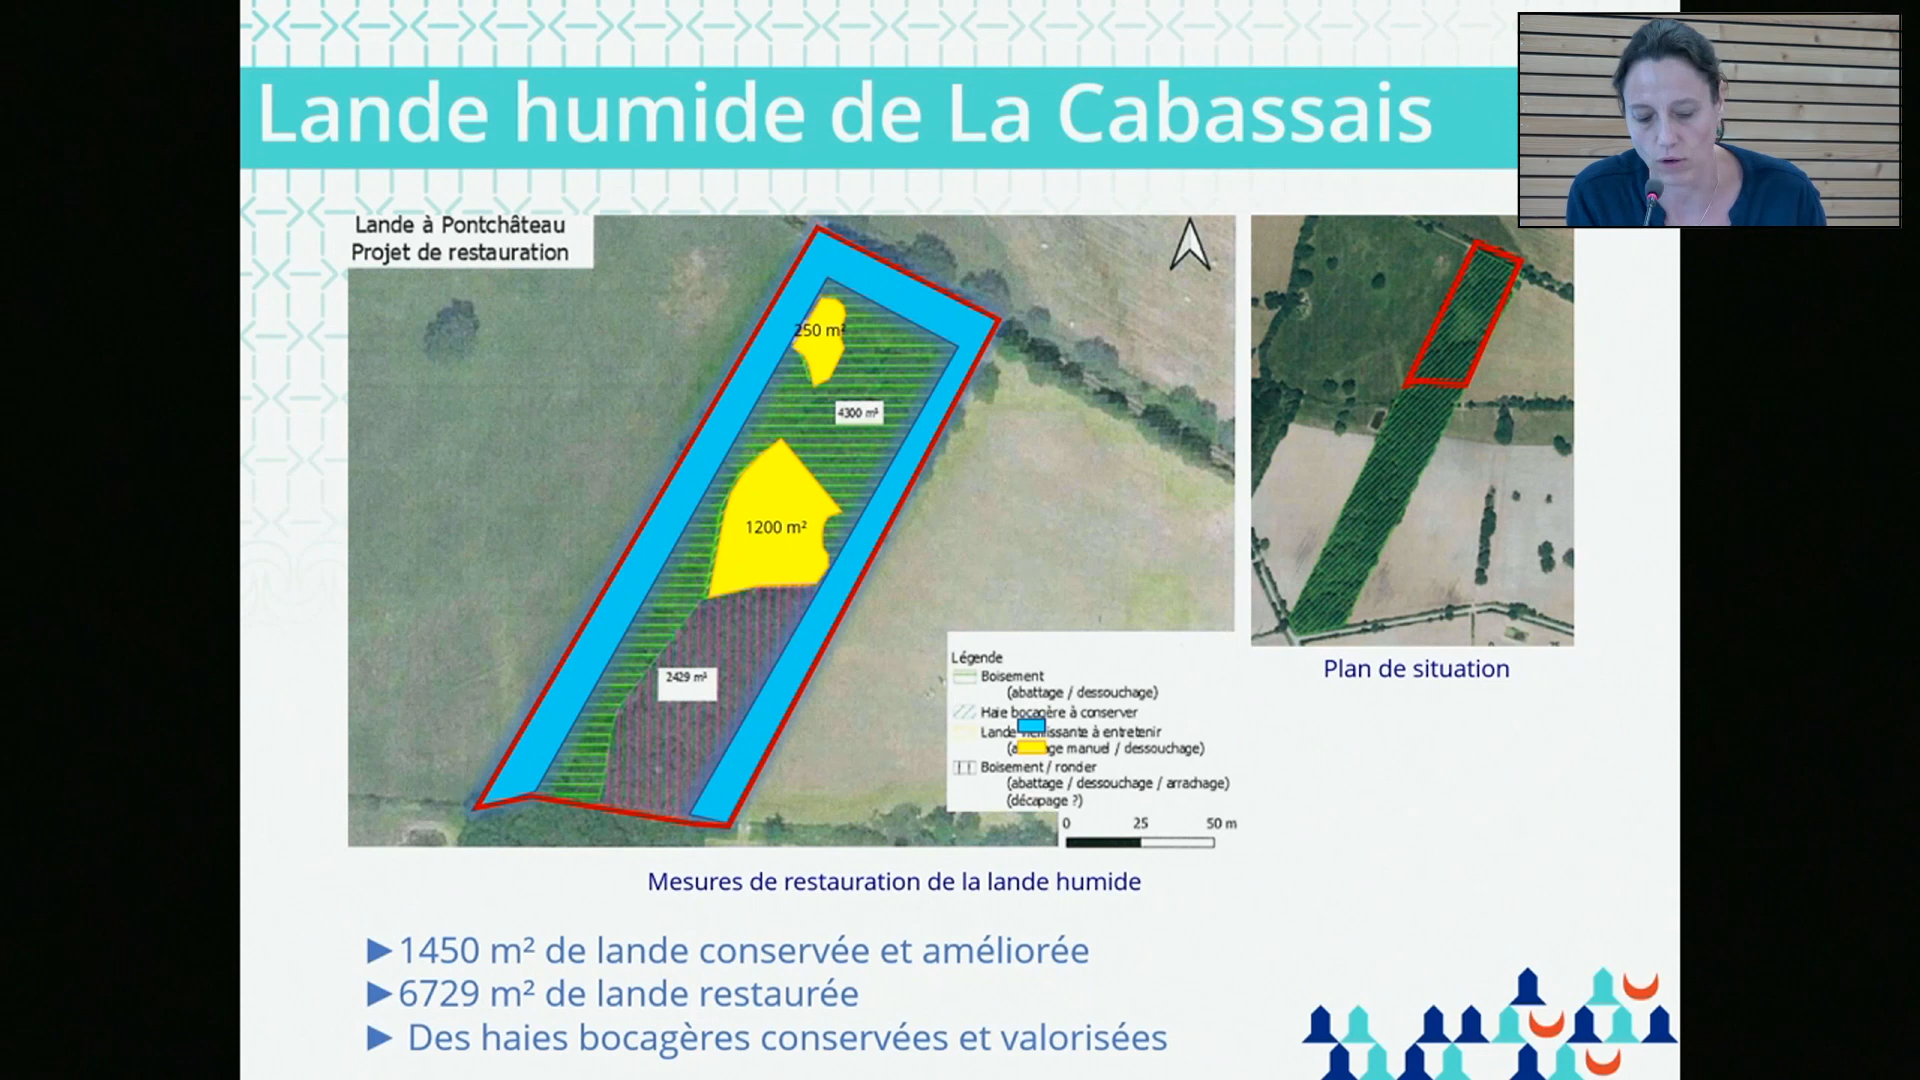 Lande humide de La Cabassais
Lande à Pontchâteau
Projet de restauration
250 m²
4300 m²
1200 m²
2429 m²
Légende
Boisement
(abattage / dessouchage)
Haie bocagère à conserver
Lande à entretenir
manuel / dessouchage)
Boisement / ronder
(abattage / dessouchage / arrachage)
(décapage ?)
0 25 50 m
Plan de situation
Mesures de restauration de la lande humide
►1450 m² de lande conservée et améliorée
►6729 m² de lande restaurée
► Des haies bocagères conservées et valorisées